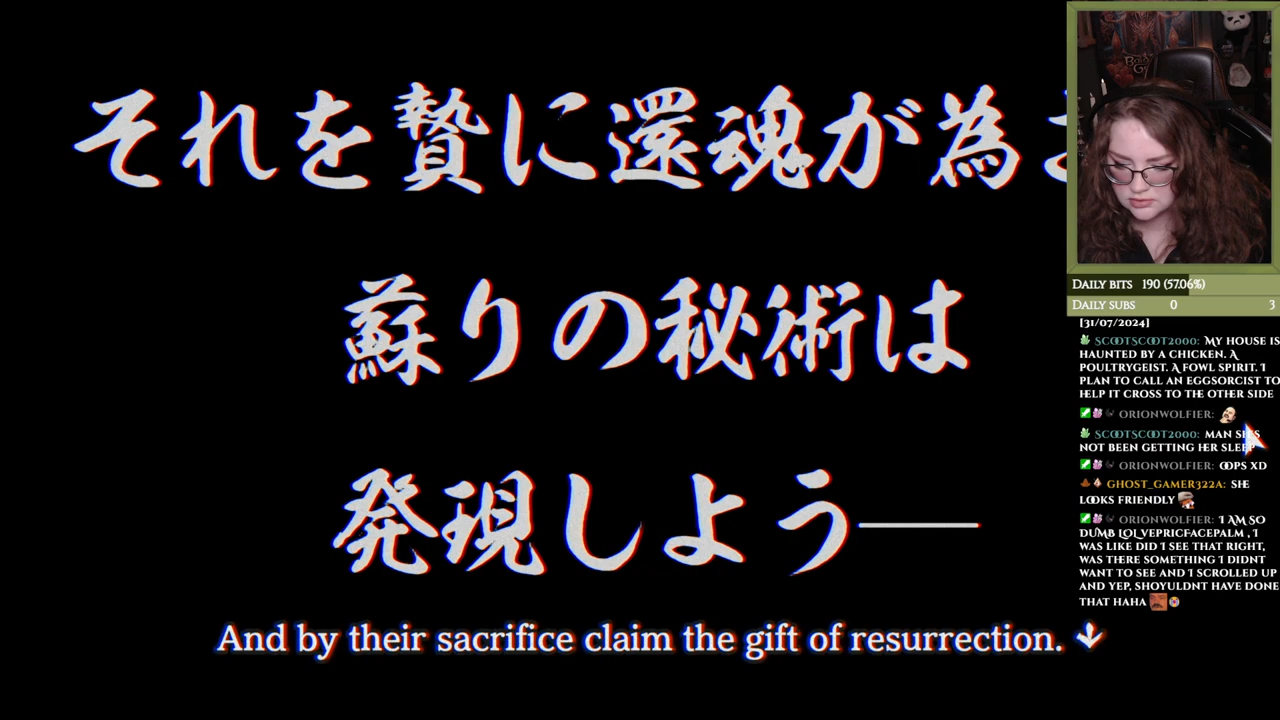 それを贄に還魂が為さ
蘇りの秘術は
発現しよう――
And by their sacrifice claim the gift of resurrection. ↓
DAILY BITS 190 (57.06%)
DAILY SUBS 0 3
[31/07/2024]
SCOOTSCOOT2000: MY HOUSE IS
HAUNTED BY A CHICKEN. A
POULTRYGEIST. A FOWL SPIRIT. I
PLAN TO CALL AN EGGSORCIST TO
HELP IT CROSS TO THE OTHER SIDE
ORIONWOLFIER:
SCOOTSCOOT2000: MAN SHES
NOT BEEN GETTING HER SLEEP
ORIONWOLFIER: OOPS XD
GHOST_GAMER322A: SHE
LOOKS FRIENDLY
ORIONWOLFIER: I AM SO
DUMB LOL VEPRICFACEPALM , I
WAS LIKE DID I SEE THAT RIGHT,
WAS THERE SOMETHING I DIDNT
WANT TO SEE AND I SCROLLED UP
AND YEP, SHOYULDNT HAVE DONE
THAT HAHA